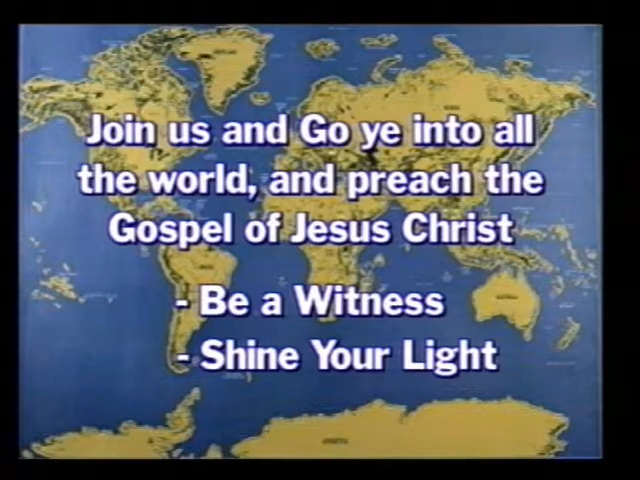 Join us and Go ye into all
the world, and preach the
Gospel of Jesus Christ
- Be a Witness
- Shine Your Light